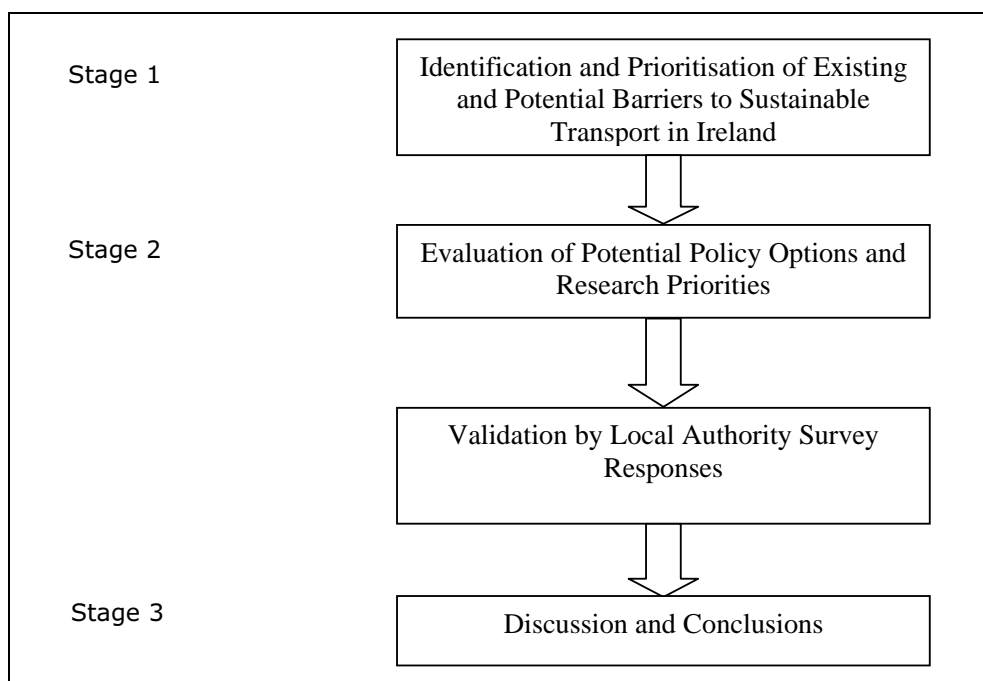 Stage 1
Identification and Prioritisation of Existing
and Potential Barriers to Sustainable
Transport in Ireland
Stage 2
Evaluation of Potential Policy Options and
Research Priorities
Validation by Local Authority Survey
Responses
Stage 3
Discussion and Conclusions